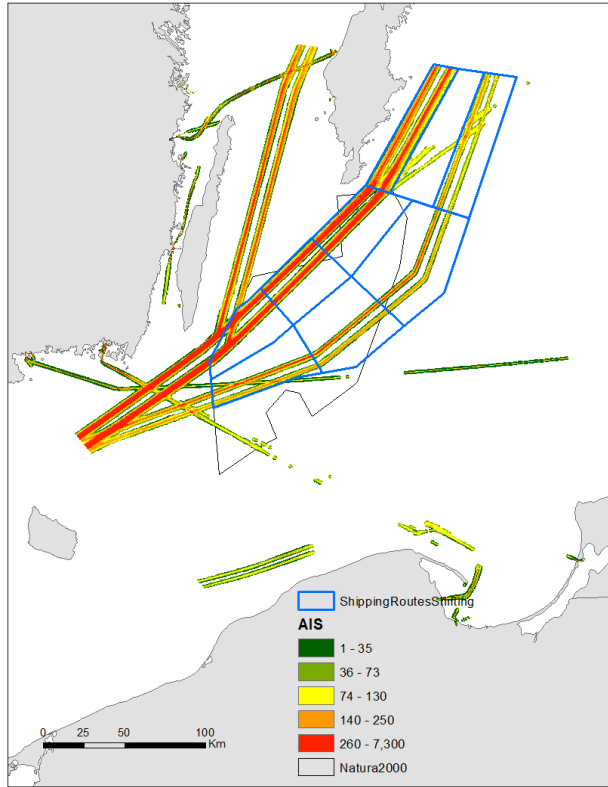 ShippingRoutesShifting
AIS
1 - 35
36 - 73
74 - 130
140 - 250
260 - 7,300
Natura2000
0 25 50 100
Km